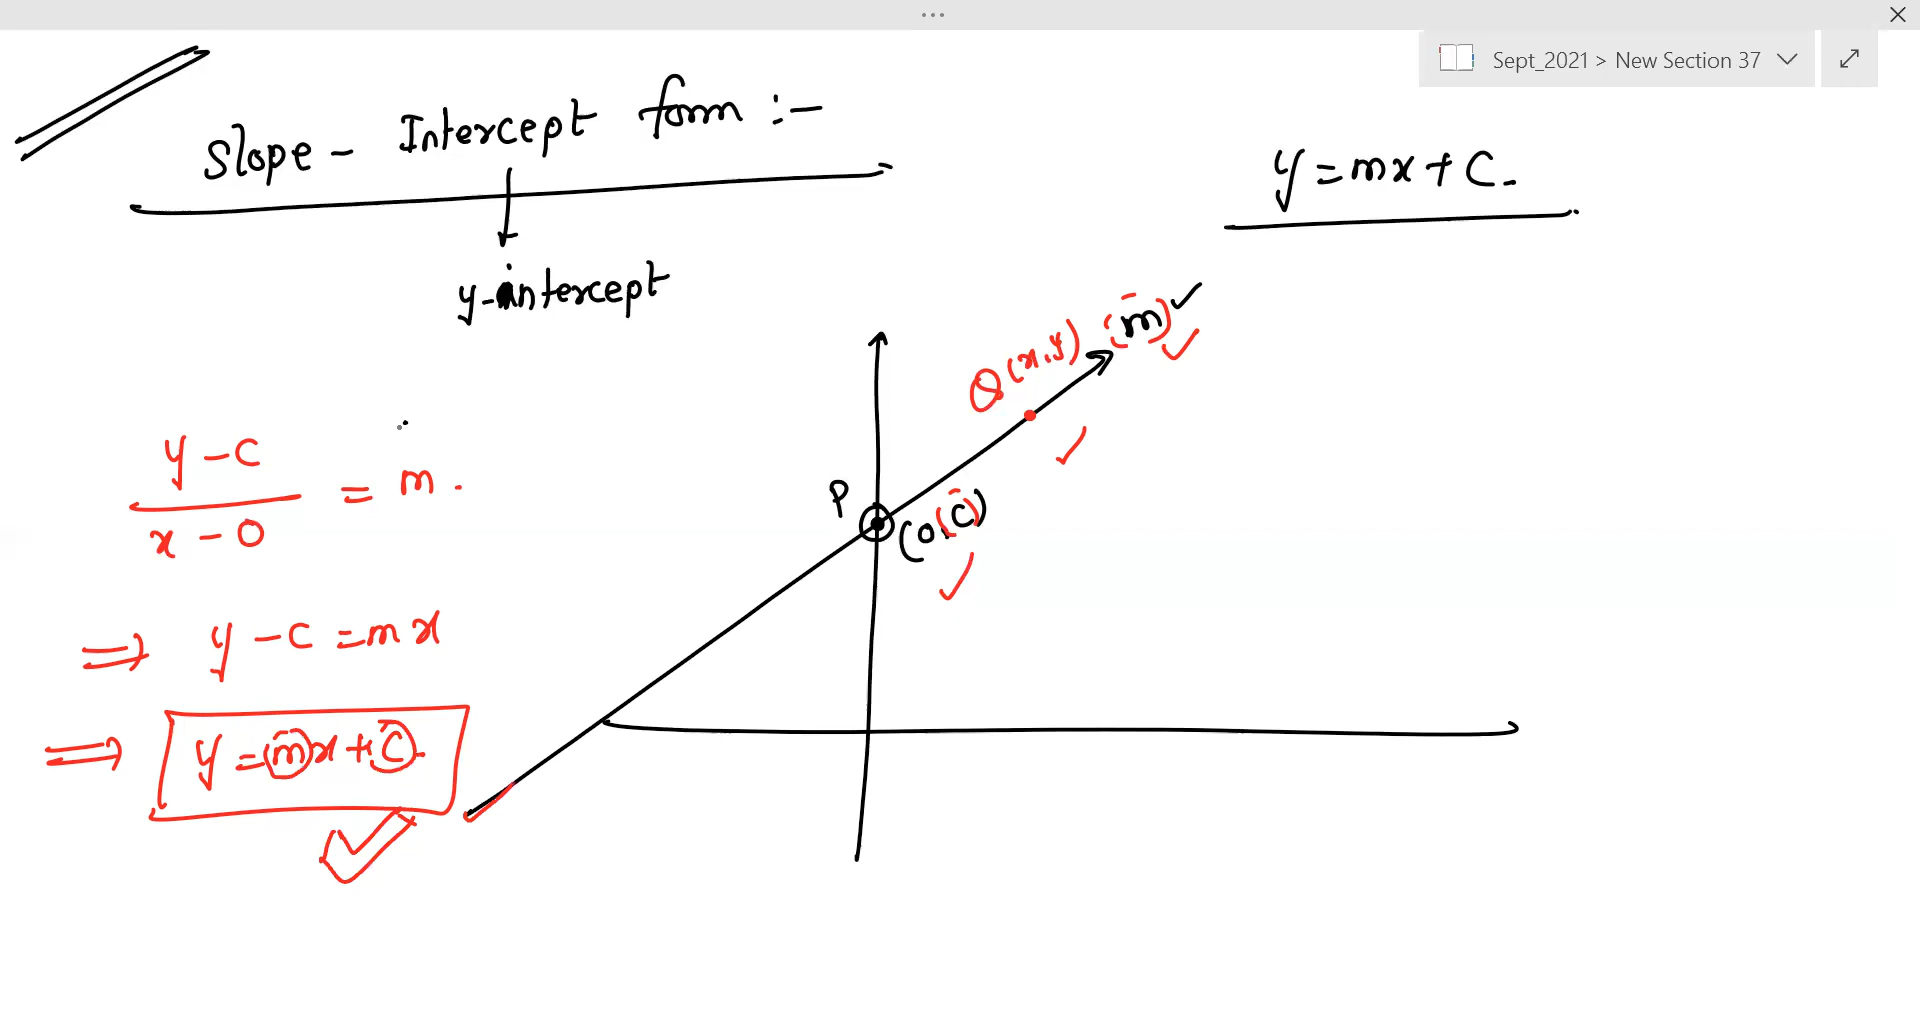 Sept_2021 > New Section 37
Slope - Intercept form :-
y = mx + C.
y-intercept
Q(x,y) (m)
P
(0,C)
y - C
x - 0
= m.
⇒ y - C = mx
⇒ y = mx + C.